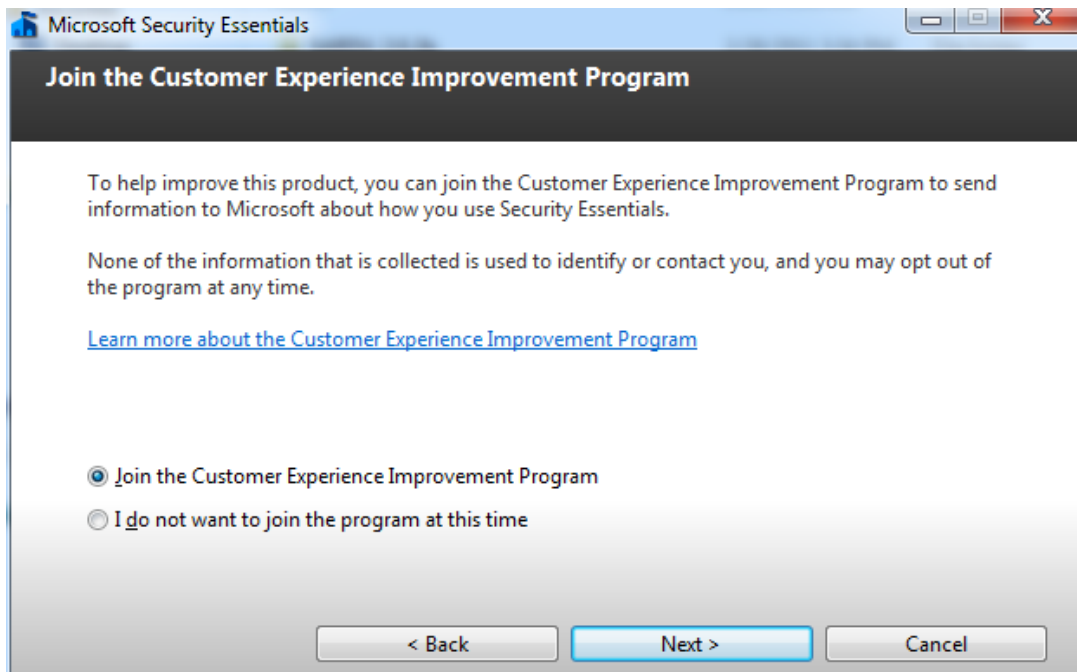 Microsoft Security Essentials
Join the Customer Experience Improvement Program
To help improve this product, you can join the Customer Experience Improvement Program to send
information to Microsoft about how you use Security Essentials.
None of the information that is collected is used to identify or contact you, and you may opt out of
the program at any time.
Learn more about the Customer Experience Improvement Program
Join the Customer Experience Improvement Program
I do not want to join the program at this time
< Back
Next >
Cancel